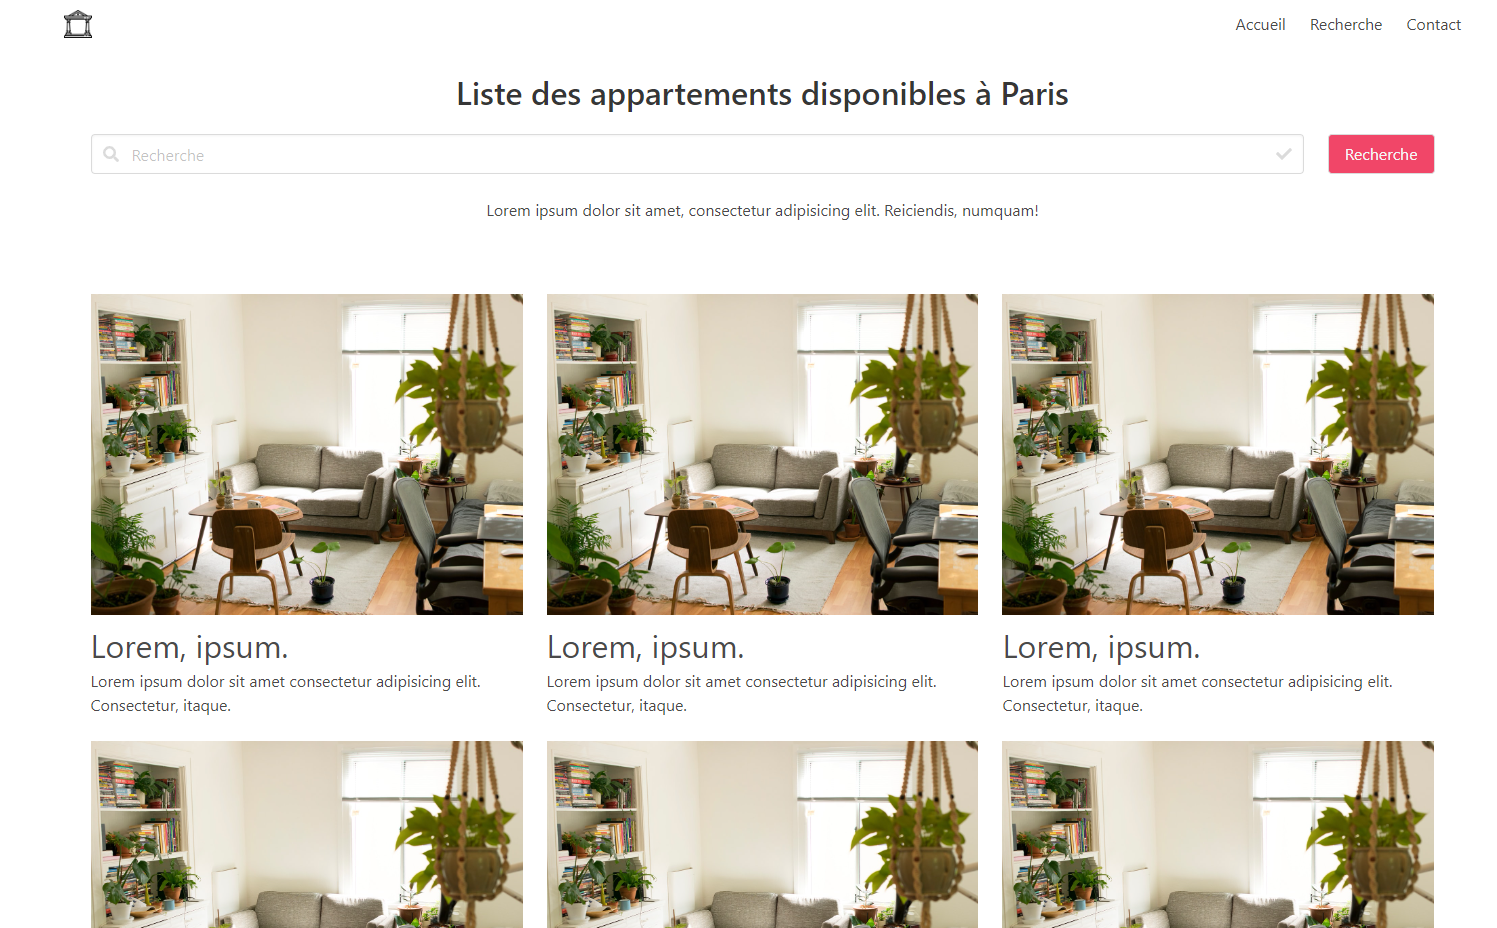 Accueil Recherche Contact
Liste des appartements disponibles à Paris
Recherche Recherche
Lorem ipsum dolor sit amet, consectetur adipisicing elit. Reiciendis, numquam!
Lorem, ipsum.
Lorem ipsum dolor sit amet consectetur adipisicing elit.
Consectetur, itaque.
Lorem, ipsum.
Lorem ipsum dolor sit amet consectetur adipisicing elit.
Consectetur, itaque.
Lorem, ipsum.
Lorem ipsum dolor sit amet consectetur adipisicing elit.
Consectetur, itaque.